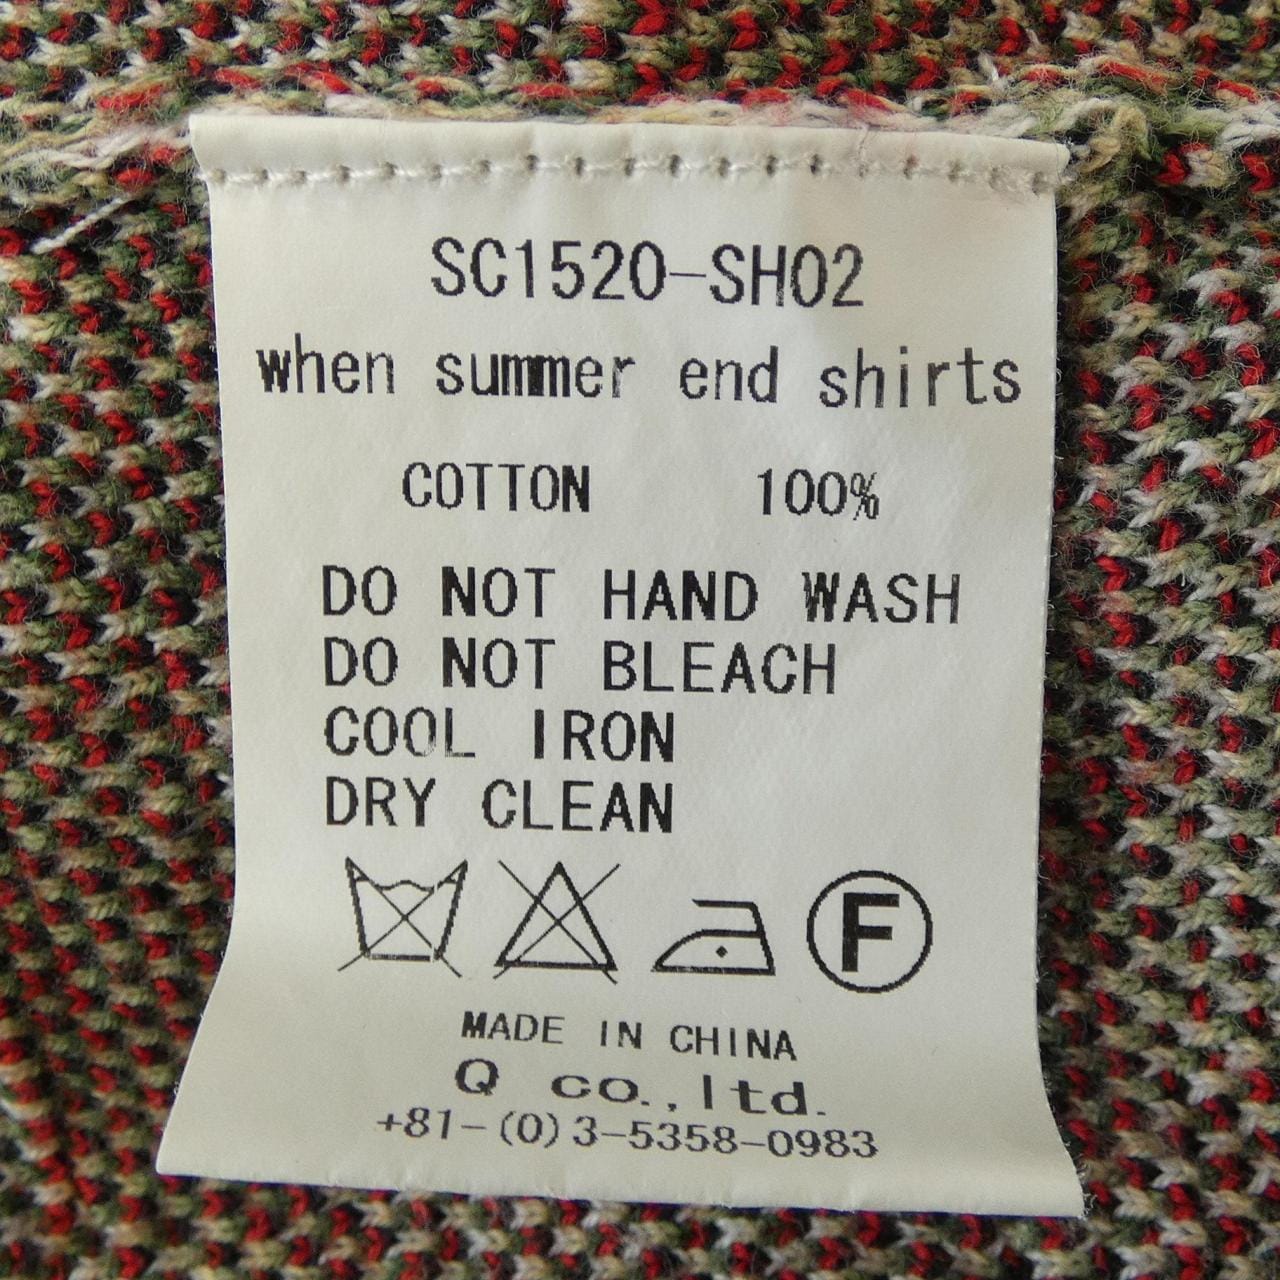 SC1520-SH02
when summer end shirts
COTTON 100%
DO NOT HAND WASH
DO NOT BLEACH
COOL IRON
DRY CLEAN
F
MADE IN CHINA
Q co.,ltd.
+81-(0)3-5358-0983